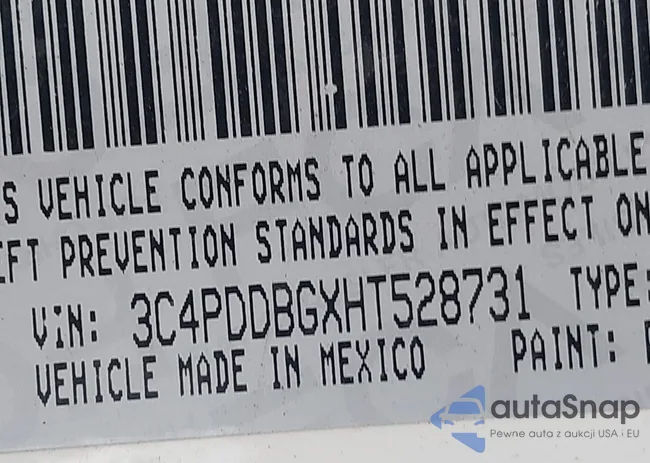 S VEHICLE CONFORMS TO ALL APPLICABLE
EFT PREVENTION STANDARDS IN EFFECT ON
VIN: 3C4PDDBGXHT528731 TYPE:
VEHICLE MADE IN MEXICO PAINT:
autaSnap
Pewne auta z aukcji USA i EU